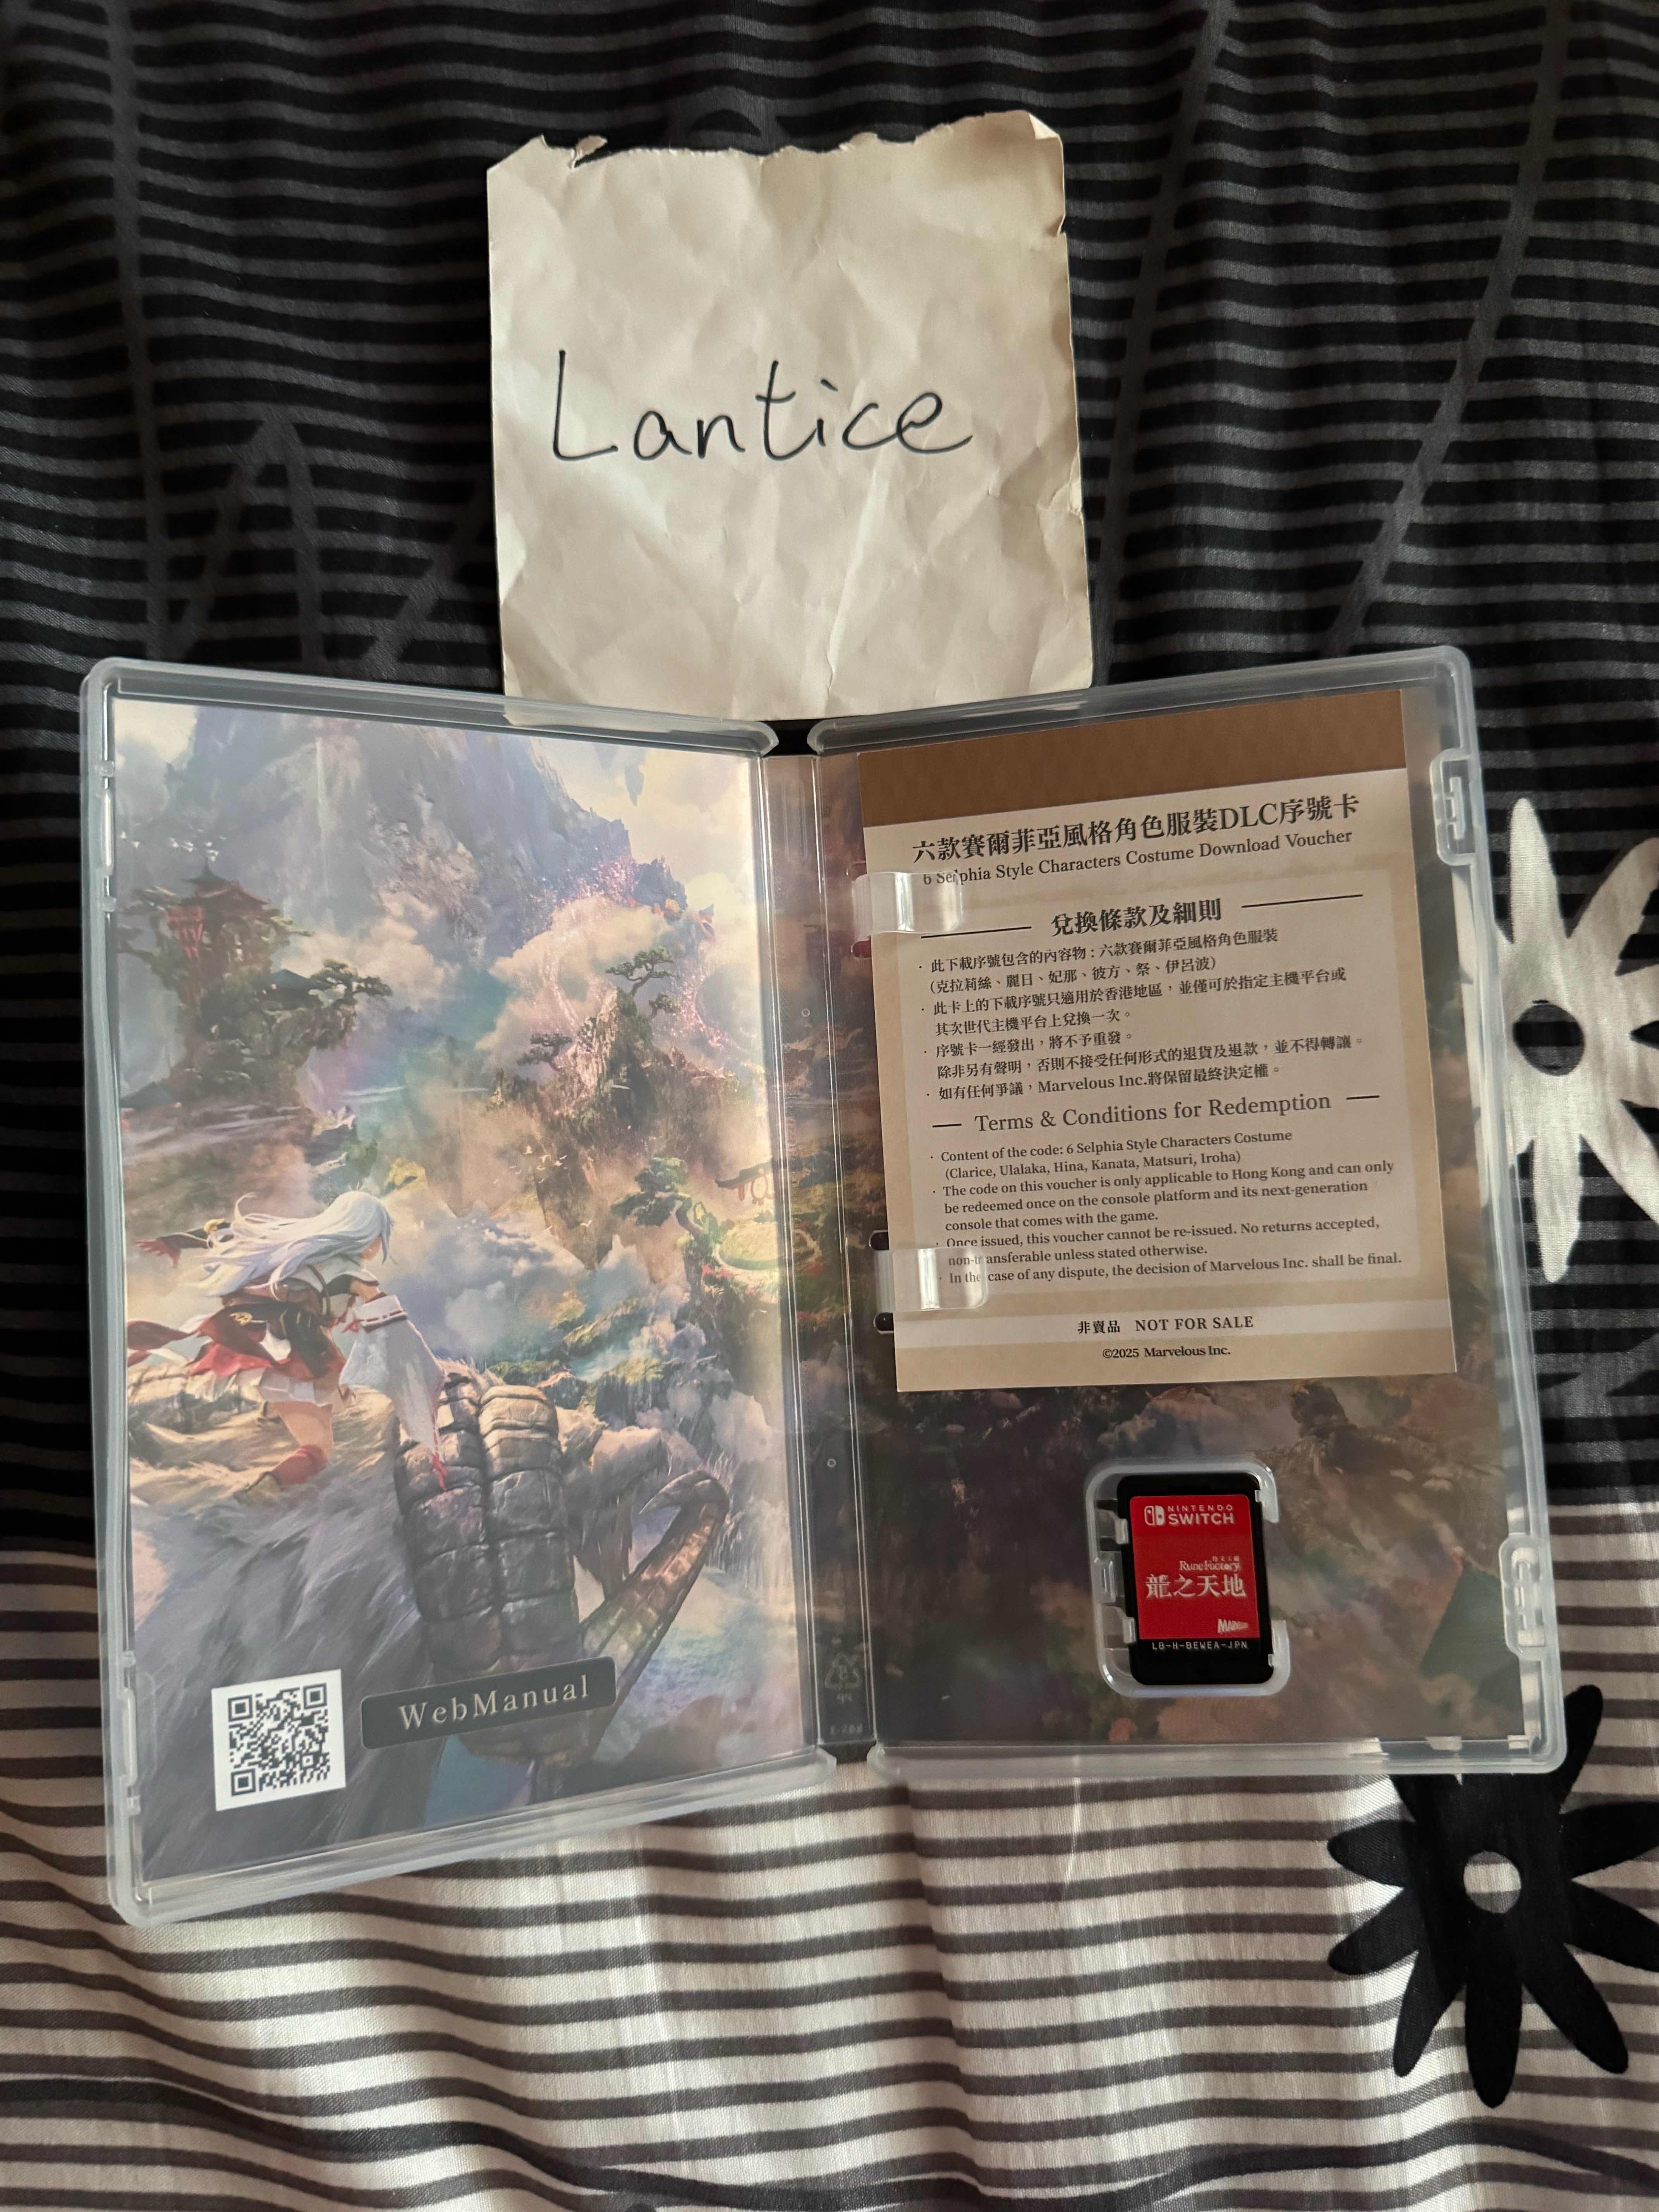 Lantice
六款賽爾菲亞風格角色服裝DLC序號卡
6 Selphia Style Characters Costume Download Voucher
兌換條款及細則
· 此下載序號包含的內容物：六款賽爾菲亞風格角色服裝
（克拉莉絲、麗日、妃那、彼方、祭、伊呂波）
· 此卡上的下載序號只適用於香港地區，並僅可於指定主機平台或
其次世代主機平台上兌換一次。
· 序號卡一經發出，將不予重發。
除非另有聲明，否則不接受任何形式的退貨及退款，並不得轉讓。
· 如有任何爭議，Marvelous Inc.將保留最終決定權。
Terms & Conditions for Redemption
· Content of the code: 6 Selphia Style Characters Costume
(Clarice, Ulalaka, Hina, Kanata, Matsuri, Iroha)
· The code on this voucher is only applicable to Hong Kong and can only
be redeemed once on the console platform and its next-generation
console that comes with the game.
· Once issued, this voucher cannot be re-issued. No returns accepted,
non-transferable unless stated otherwise.
· In the case of any dispute, the decision of Marvelous Inc. shall be final.
非賣品 NOT FOR SALE
©2025 Marvelous Inc.
NINTENDO
SWITCH
Rune Factory
龍之天地
LB-H-BEWEA-JPN
WebManual